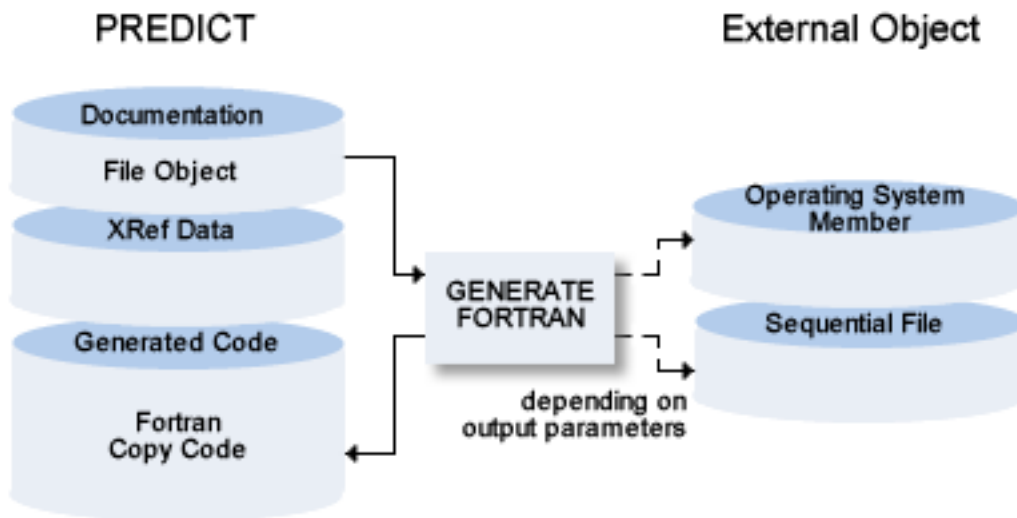 PREDICT
External Object
Documentation
File Object
XRef Data
Generated Code
Fortran
Copy Code
GENERATE
FORTRAN
depending on
output parameters
Operating System
Member
Sequential File